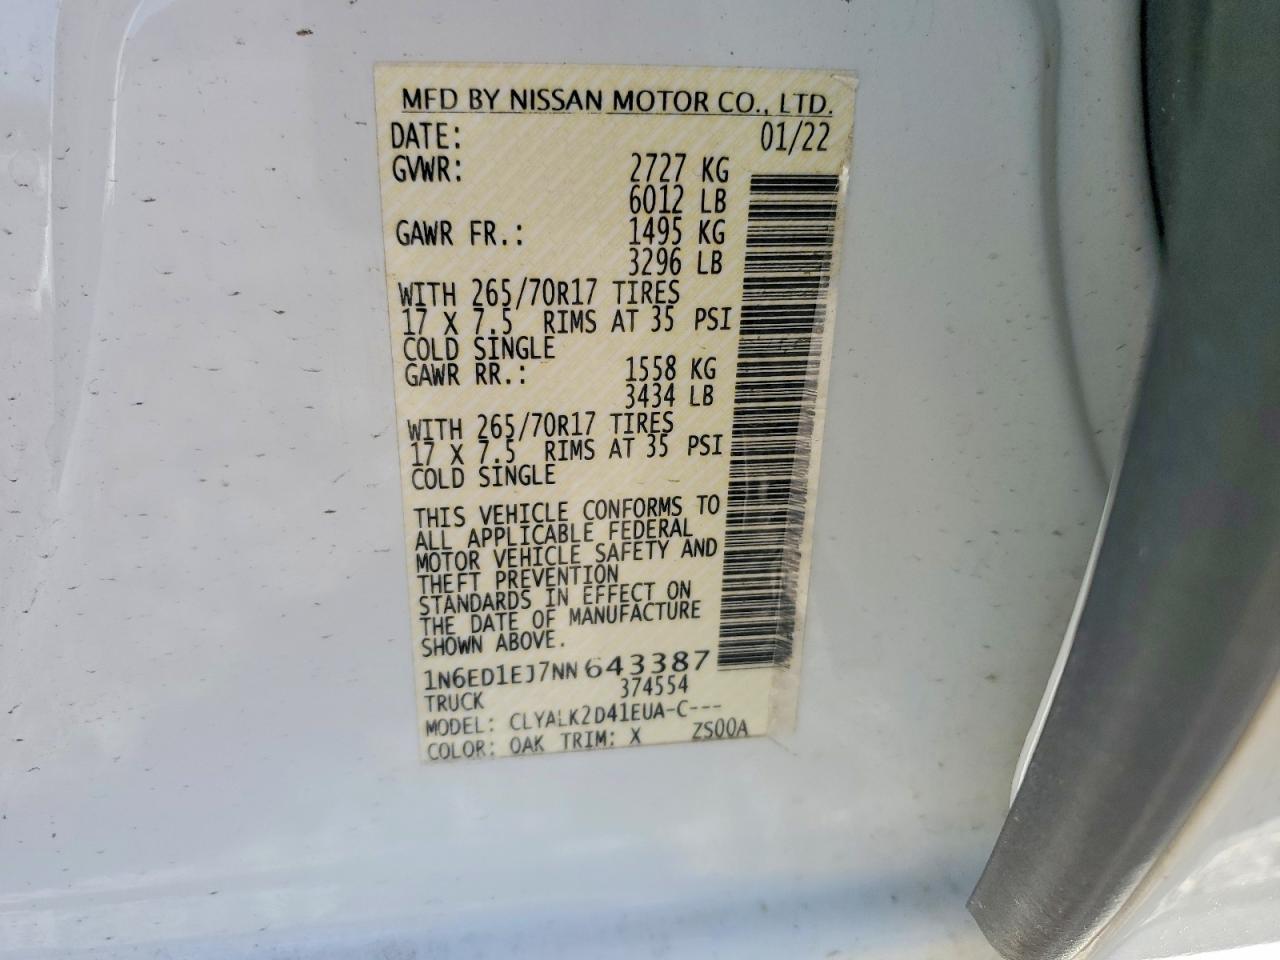 MFD BY NISSAN MOTOR CO., LTD.
DATE: 01/22
GVWR: 2727 KG
6012 LB
GAWR FR.: 1495 KG
3296 LB
WITH 265/70R17 TIRES
17 X 7.5 RIMS AT 35 PSI
COLD SINGLE
GAWR RR.: 1558 KG
3434 LB
WITH 265/70R17 TIRES
17 X 7.5 RIMS AT 35 PSI
COLD SINGLE
THIS VEHICLE CONFORMS TO
ALL APPLICABLE FEDERAL
MOTOR VEHICLE SAFETY AND
THEFT PREVENTION
STANDARDS IN EFFECT ON
THE DATE OF MANUFACTURE
SHOWN ABOVE.
1N6ED1EJ7NN643387
TRUCK 374554
MODEL: CLYALK2D41EUA-C---
COLOR: QAK TRIM: X ZS00A